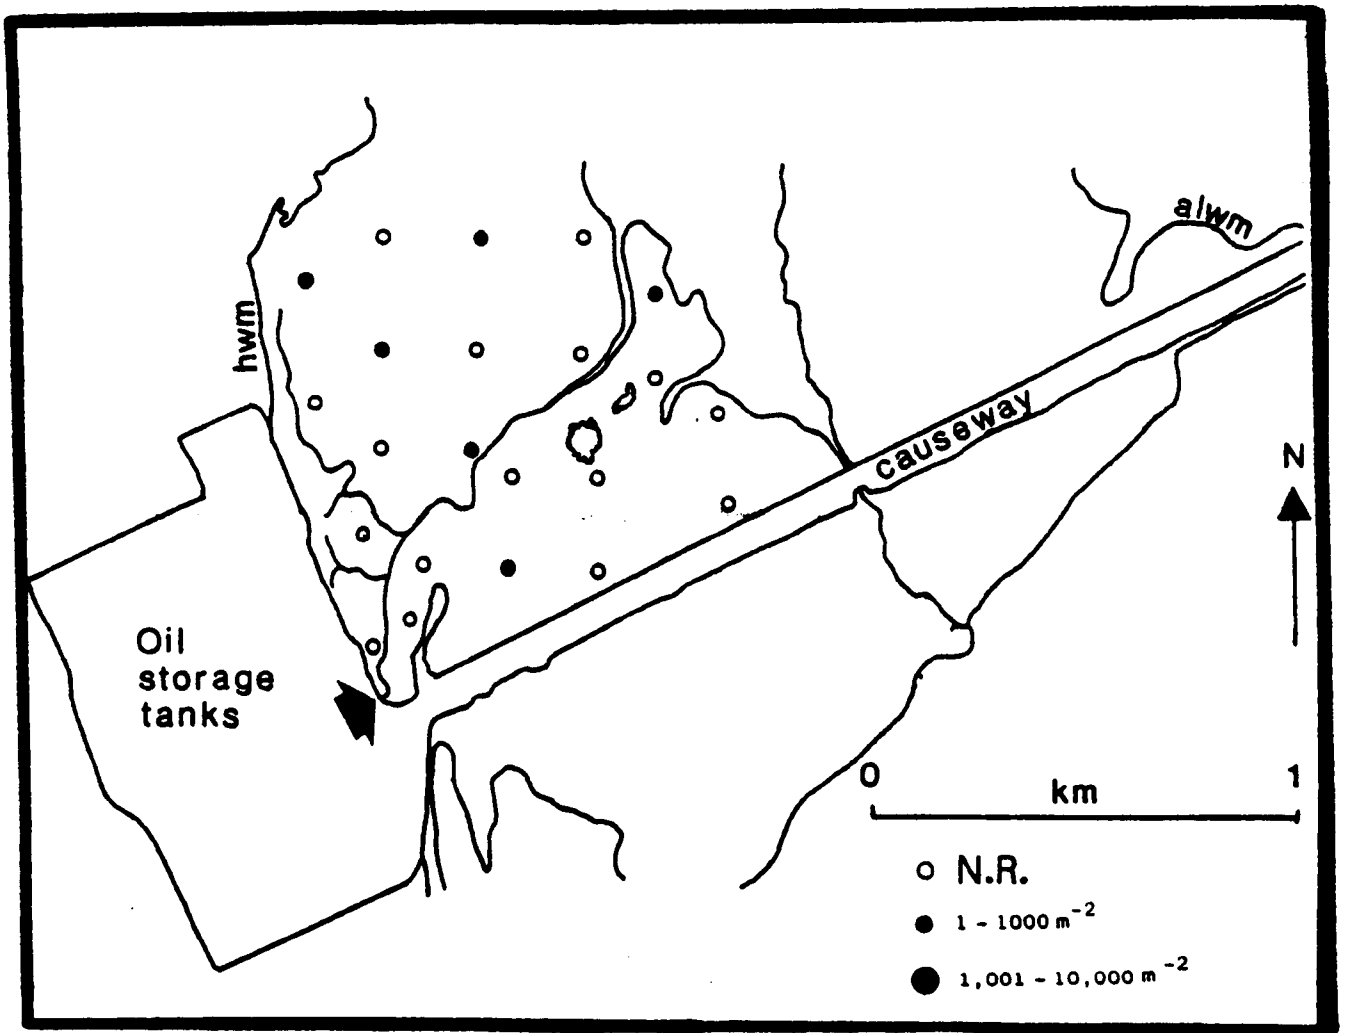 alwm
hwm
causeway
N
Oil
storage
tanks
0 1
km
N.R.
1 - 1000 m-2
1,001 - 10,000 m-2